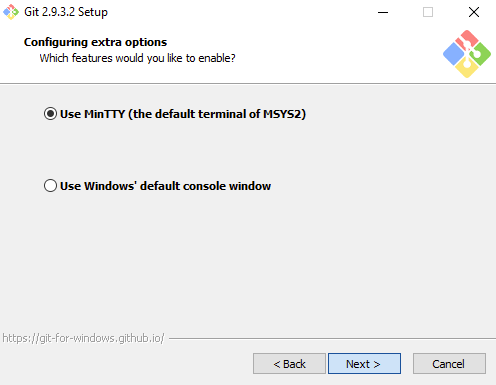 Git 2.9.3.2 Setup
Configuring extra options
Which features would you like to enable?
Use MinTTY (the default terminal of MSYS2)
Use Windows' default console window
https://git-for-windows.github.io/
< Back
Next >
Cancel